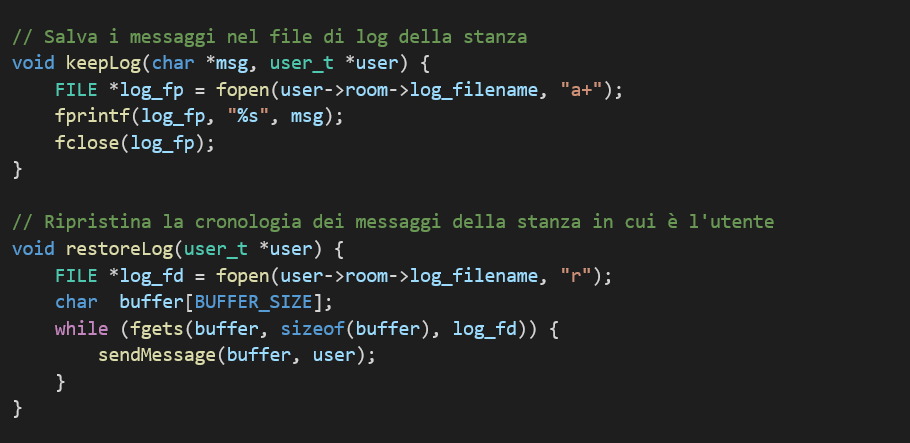 // Salva i messaggi nel file di log della stanza
void keepLog(char *msg, user_t *user) {
    FILE *log_fp = fopen(user->room->log_filename, "a+");
    fprintf(log_fp, "%s", msg);
    fclose(log_fp);
}

// Ripristina la cronologia dei messaggi della stanza in cui è l'utente
void restoreLog(user_t *user) {
    FILE *log_fd = fopen(user->room->log_filename, "r");
    char  buffer[BUFFER_SIZE];
    while (fgets(buffer, sizeof(buffer), log_fd)) {
        sendMessage(buffer, user);
    }
}